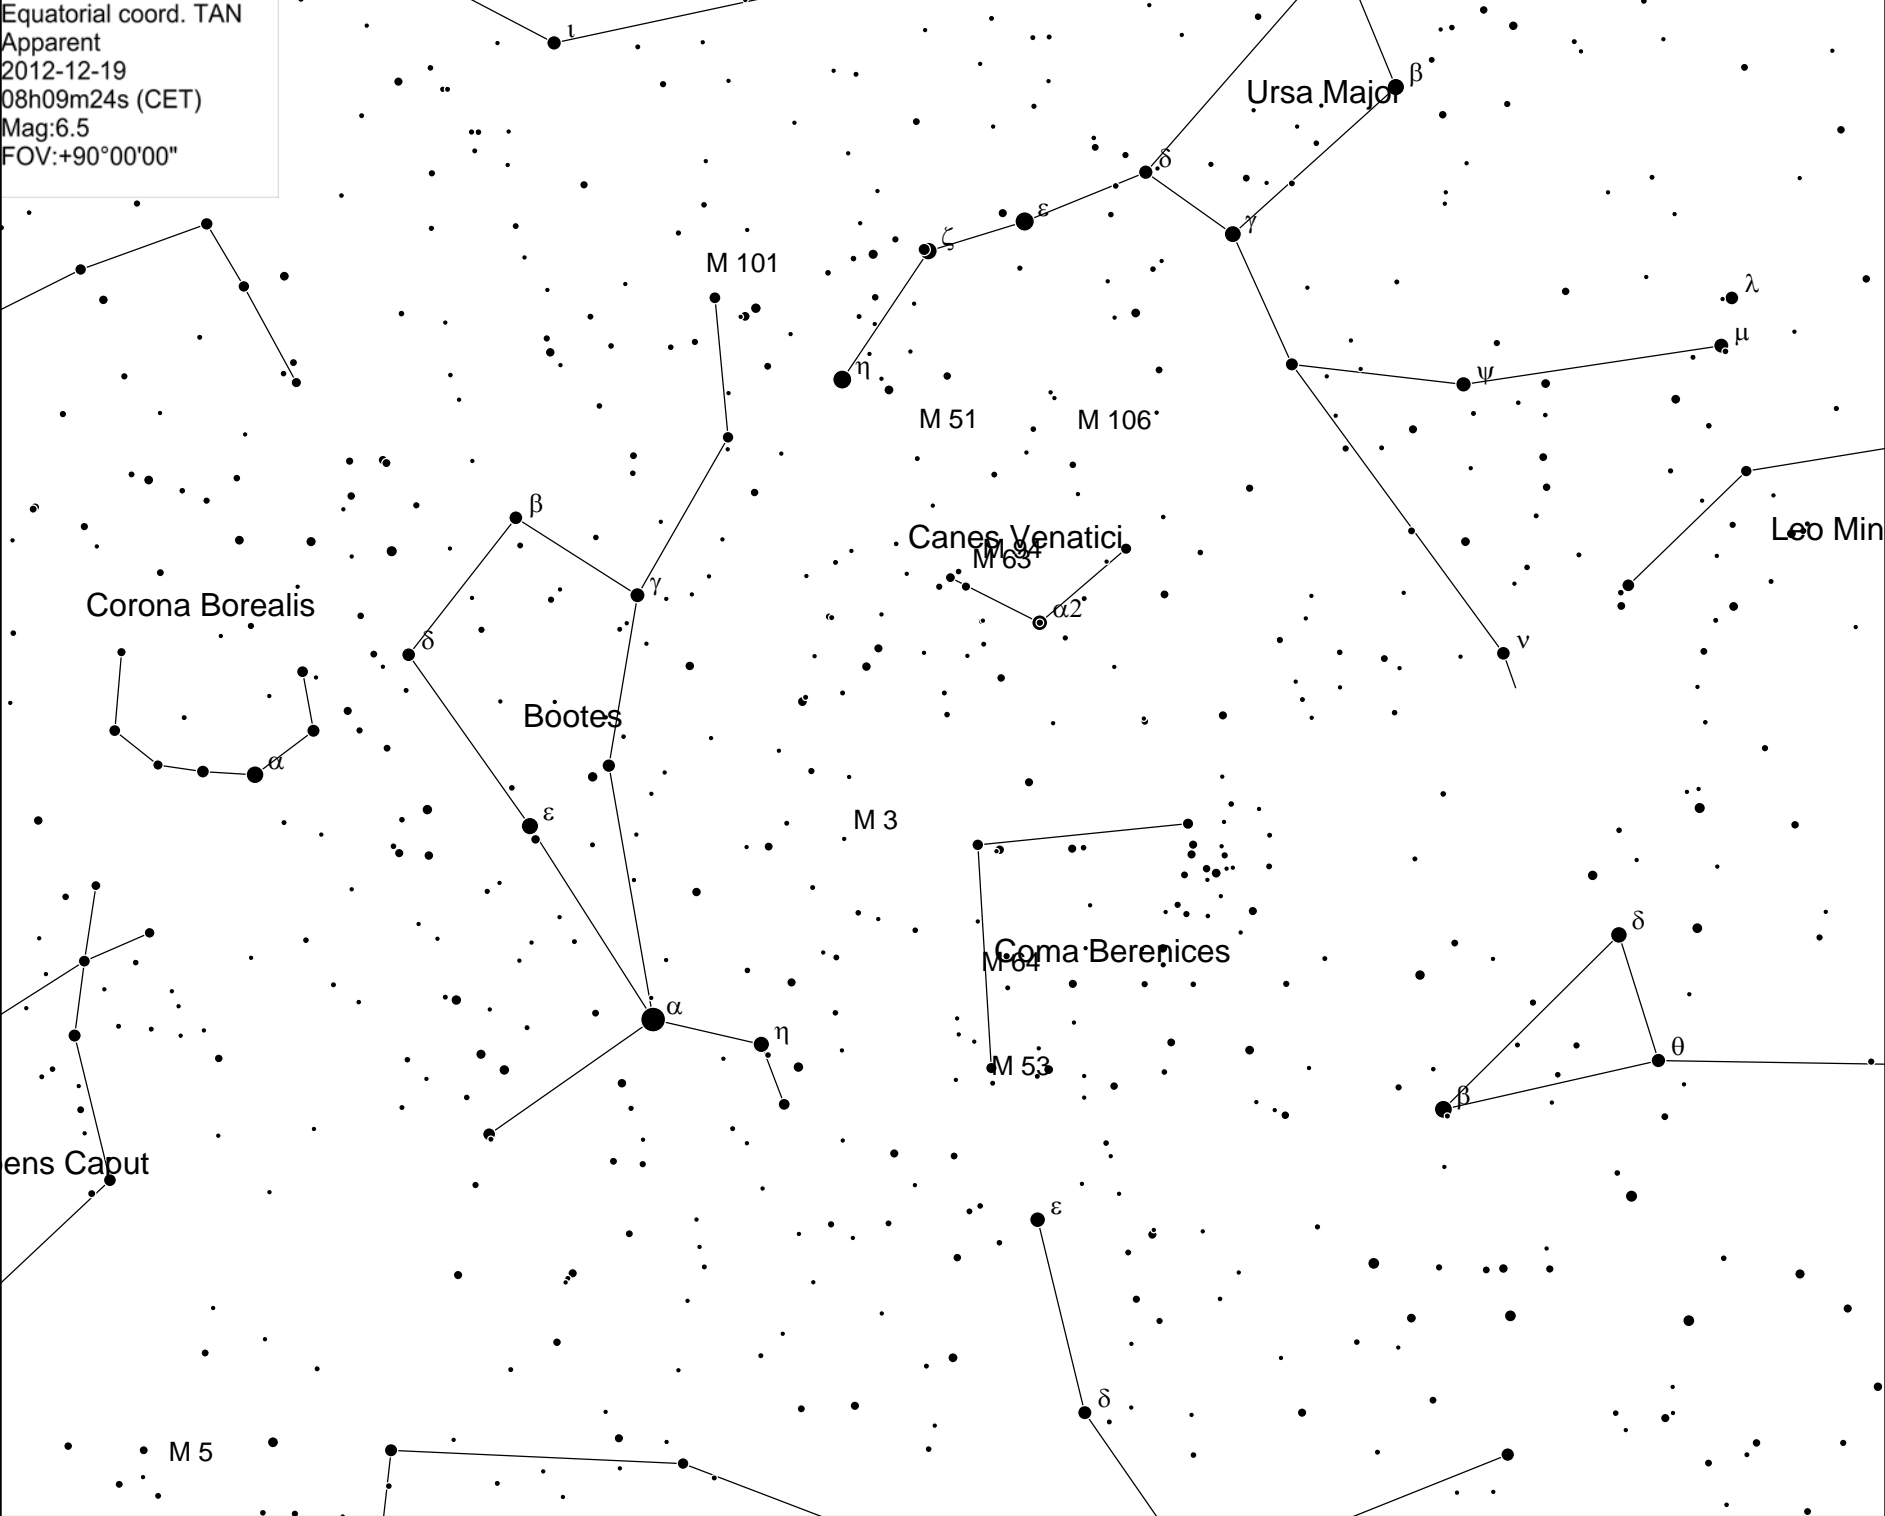 Equatorial coord. TAN
Apparent
2012-12-19
08h09m24s (CET)
Mag:6.5
FOV:+90°00'00"
ι
β
Ursa Major
δ
ε
γ
ζ
M 101
λ
μ
η
ψ
M 51
M 106
β
Canes Venatici
Leo Min
M 94
M 63
γ
Corona Borealis
α2
δ
ν
Bootes
α
ε
M 3
δ
Coma Berenices
M 64
α
η
θ
M 53
β
ens Caput
ε
δ
M 5